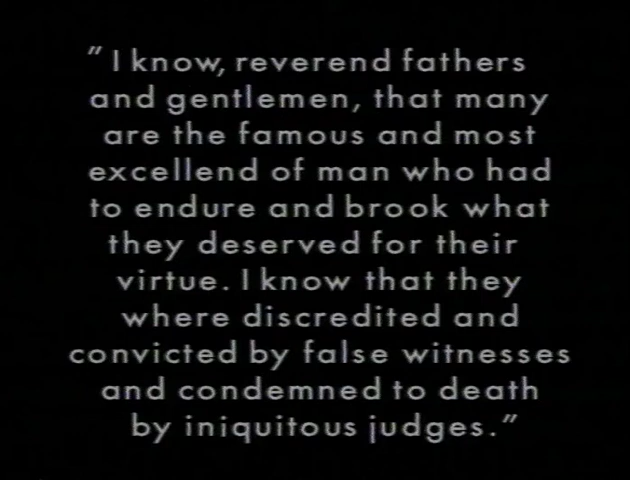 "I know, reverend fathers
and gentlemen, that many
are the famous and most
excellend of man who had
to endure and brook what
they deserved for their
virtue. I know that they
where discredited and
convicted by false witnesses
and condemned to death
by iniquitous judges."